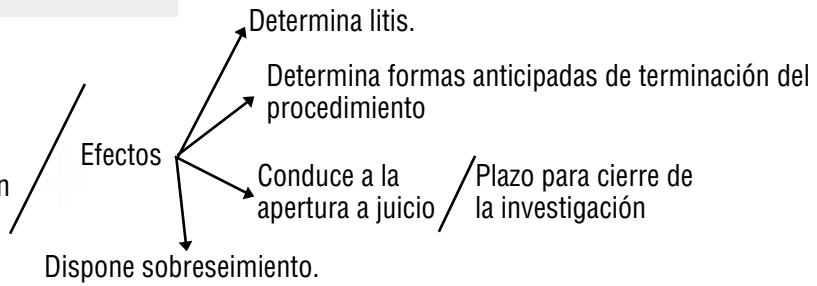 Determina litis.
Determina formas anticipadas de terminación del
procedimiento
Efectos
Conduce a la
apertura a juicio
Plazo para cierre de
la investigación
n
Dispone sobreseimiento.